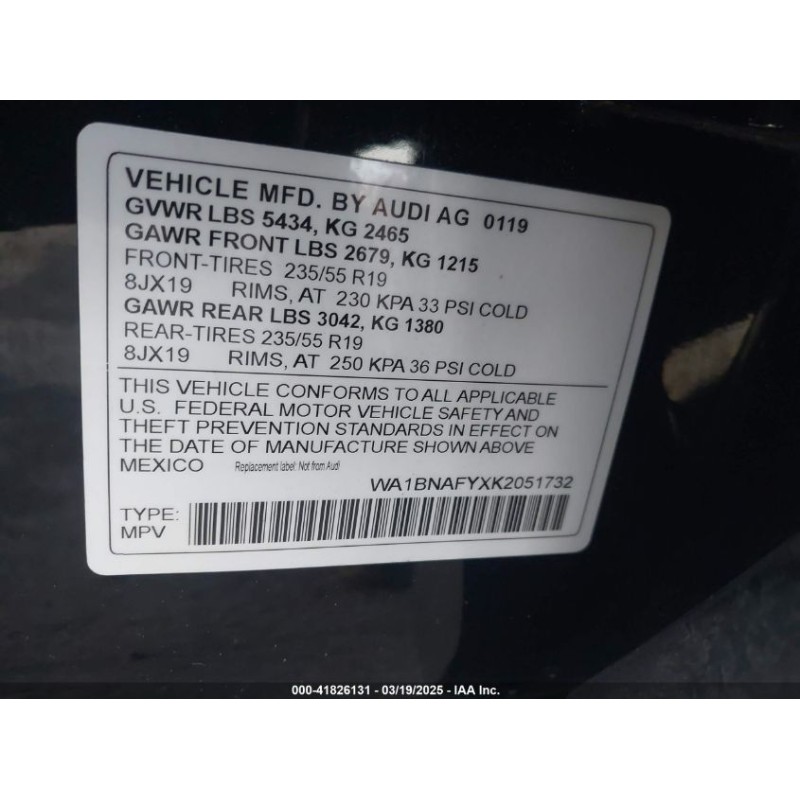 VEHICLE MFD. BY AUDI AG 0119
GVWR LBS 5434, KG 2465
GAWR FRONT LBS 2679, KG 1215
FRONT-TIRES 235/55 R19
8JX19 RIMS, AT 230 KPA 33 PSI COLD
GAWR REAR LBS 3042, KG 1380
REAR-TIRES 235/55 R19
8JX19 RIMS, AT 250 KPA 36 PSI COLD
THIS VEHICLE CONFORMS TO ALL APPLICABLE
U.S. FEDERAL MOTOR VEHICLE SAFETY AND
THEFT PREVENTION STANDARDS IN EFFECT ON
THE DATE OF MANUFACTURE SHOWN ABOVE
MEXICO Replacement label: Not from Audi
WA1BNAFYXK2051732
TYPE:
MPV
000-41826131 - 03/19/2025 - IAA Inc.